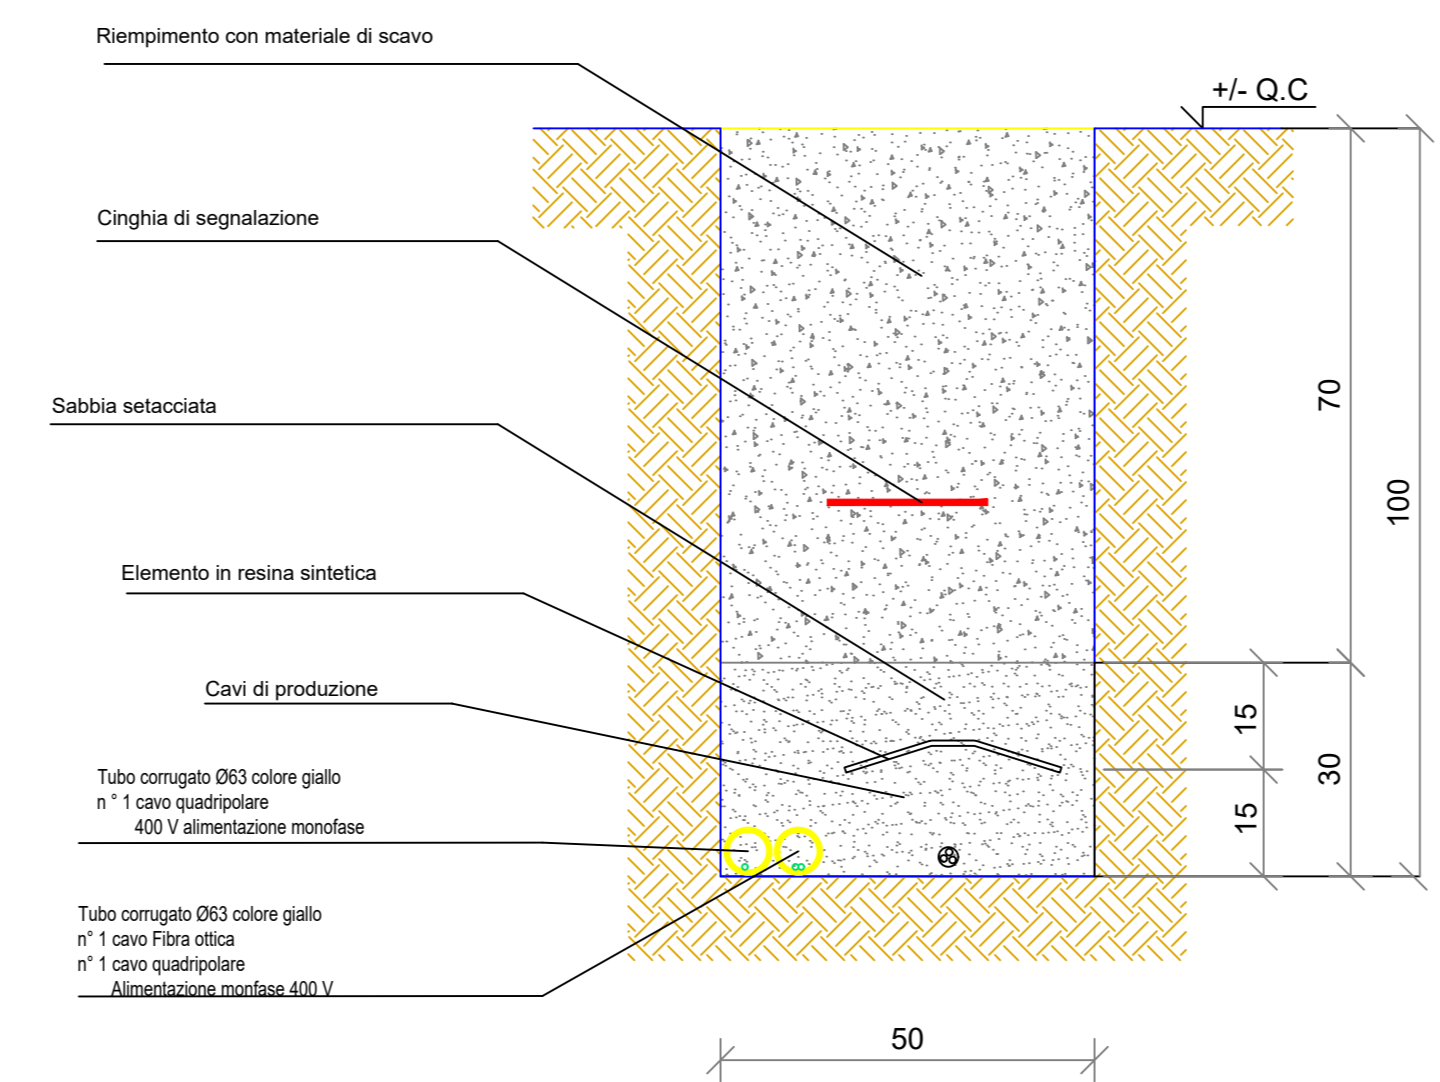 Riempimento con materiale di scavo
+/- Q.C
Cinghia di segnalazione
70
Sabbia setacciata
100
Elemento in resina sintetica
Cavi di produzione
15
30
15
Tubo corrugato Ø63 colore giallo
n ° 1 cavo quadripolare
400 V alimentazione monofase
Tubo corrugato Ø63 colore giallo
n° 1 cavo Fibra ottica
n° 1 cavo quadripolare
Alimentazione monfase 400 V
50